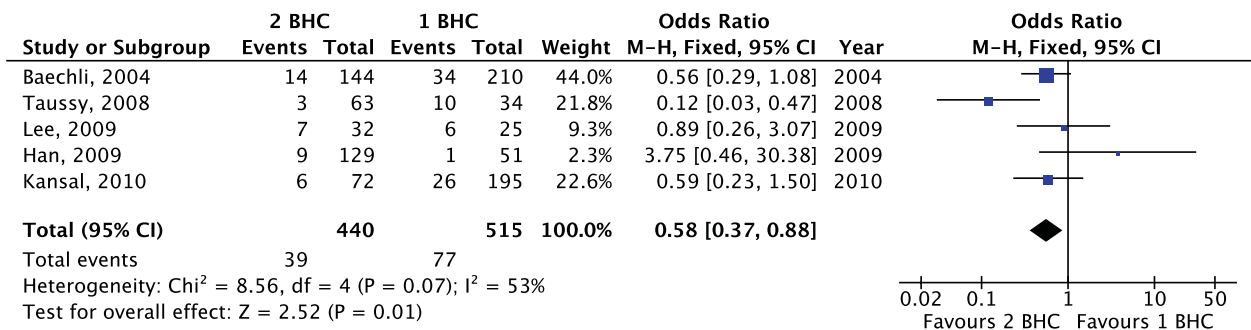 2 BHC 1 BHC Odds Ratio Odds Ratio
Study or Subgroup Events Total Events Total Weight M-H, Fixed, 95% CI Year M-H, Fixed, 95% CI
Baechli, 2004 14 144 34 210 44.0% 0.56 [0.29, 1.08] 2004
Taussy, 2008 3 63 10 34 21.8% 0.12 [0.03, 0.47] 2008
Lee, 2009 7 32 6 25 9.3% 0.89 [0.26, 3.07] 2009
Han, 2009 9 129 1 51 2.3% 3.75 [0.46, 30.38] 2009
Kansal, 2010 6 72 26 195 22.6% 0.59 [0.23, 1.50] 2010
Total (95% CI) 440 515 100.0% 0.58 [0.37, 0.88]
Total events 39 77
Heterogeneity: Chi² = 8.56, df = 4 (P = 0.07); I² = 53%
Test for overall effect: Z = 2.52 (P = 0.01)
0.02 0.1 1 10 50
Favours 2 BHC Favours 1 BHC